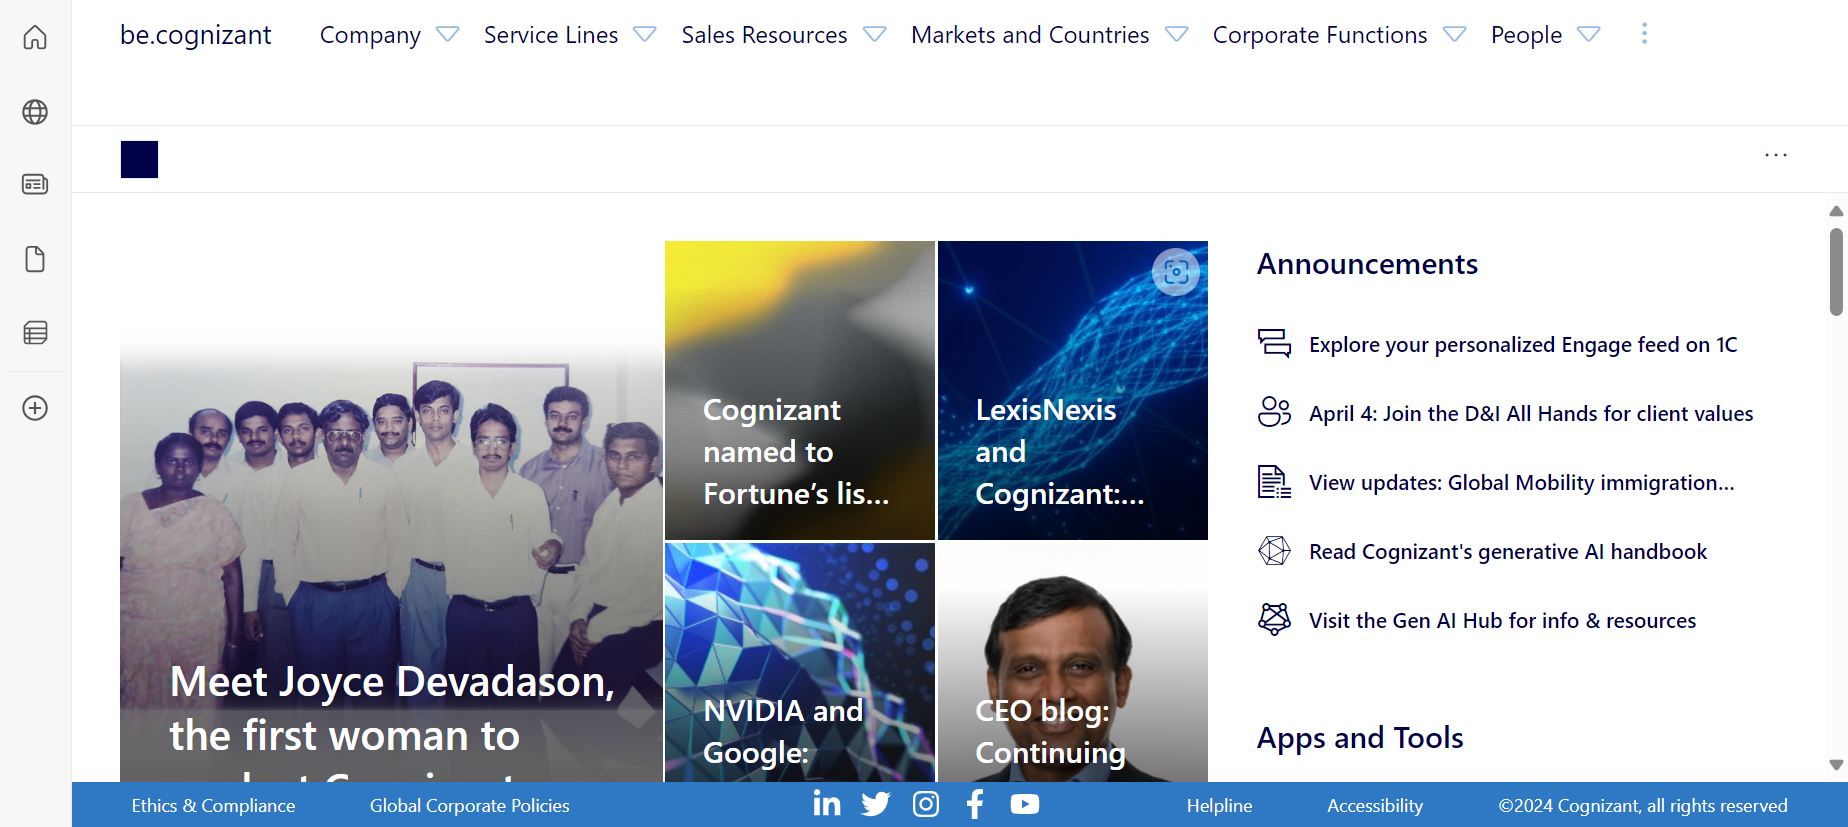 be.cognizant
Company
Service Lines
Sales Resources
Markets and Countries
Corporate Functions
People
Meet Joyce Devadason,
the first woman to
Cognizant
named to
Fortune’s lis...
LexisNexis
and
Cognizant:...
NVIDIA and
Google:
CEO blog:
Continuing
Announcements
Explore your personalized Engage feed on 1C
April 4: Join the D&I All Hands for client values
View updates: Global Mobility immigration...
Read Cognizant's generative AI handbook
Visit the Gen AI Hub for info & resources
Apps and Tools
Ethics & Compliance
Global Corporate Policies
Helpline
Accessibility
©2024 Cognizant, all rights reserved